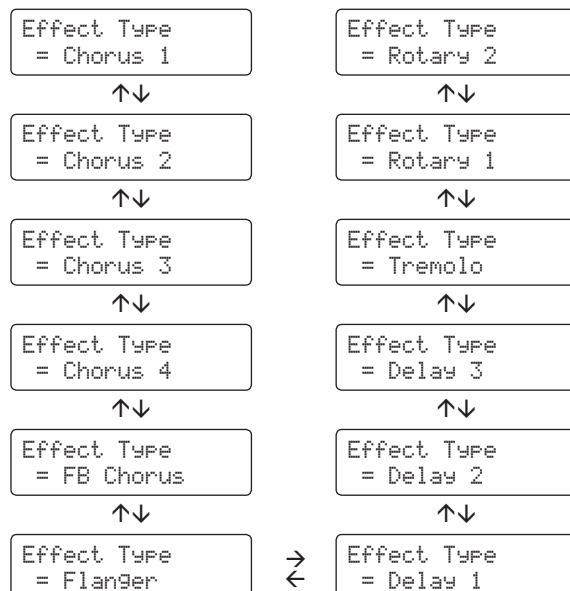 Effect Type
= Chorus 1
↑↓
Effect Type
= Chorus 2
↑↓
Effect Type
= Chorus 3
↑↓
Effect Type
= Chorus 4
↑↓
Effect Type
= FB Chorus
↑↓
Effect Type
= Flanger
→
←
Effect Type
= Rotary 2
↑↓
Effect Type
= Rotary 1
↑↓
Effect Type
= Tremolo
↑↓
Effect Type
= Delay 3
↑↓
Effect Type
= Delay 2
↑↓
Effect Type
= Delay 1